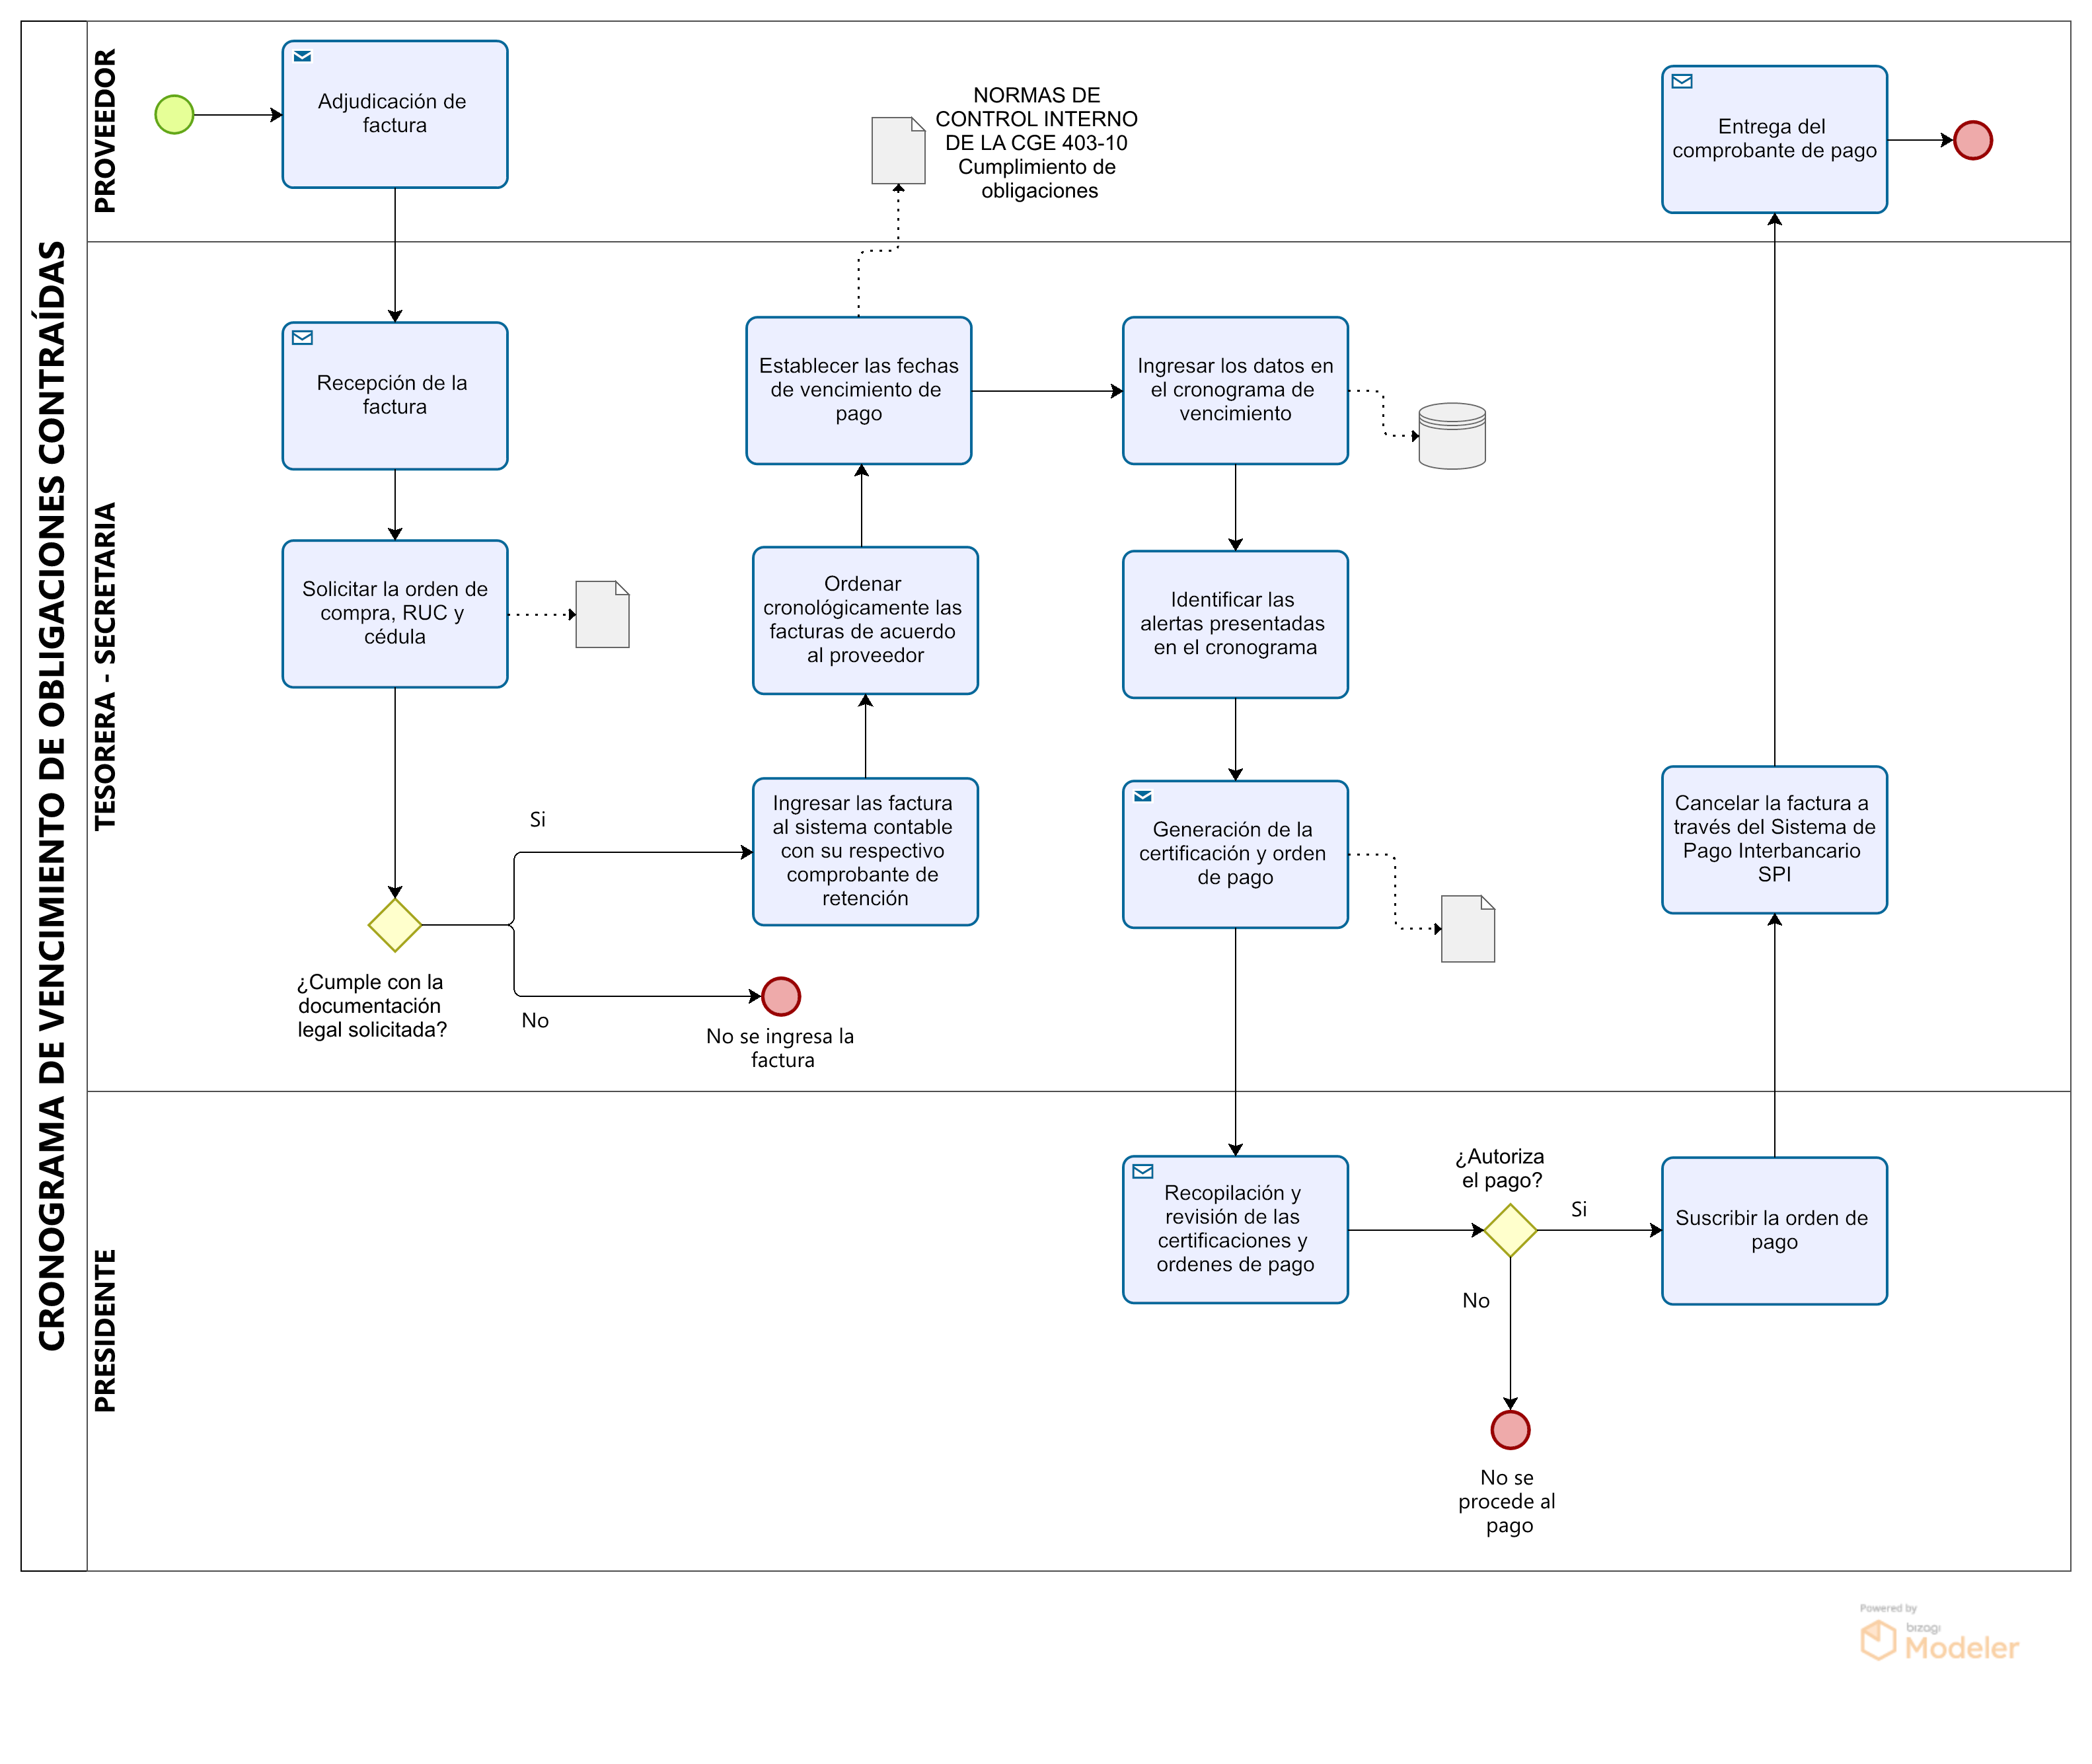 CRONOGRAMA DE VENCIMIENTO DE OBLIGACIONES CONTRAÍDAS
PROVEEDOR
Adjudicación de
factura
NORMAS DE
CONTROL INTERNO
DE LA CGE 403-10
Cumplimiento de
obligaciones
Entrega del
comprobante de pago
TESORERA - SECRETARIA
Recepción de la
factura
Solicitar la orden de
compra, RUC y
cédula
¿Cumple con la
documentación
legal solicitada?
Si
No
No se ingresa la
factura
Ingresar las factura
al sistema contable
con su respectivo
comprobante de
retención
Ordenar
cronológicamente las
facturas de acuerdo
al proveedor
Establecer las fechas
de vencimiento de
pago
Ingresar los datos en
el cronograma de
vencimiento
Identificar las
alertas presentadas
en el cronograma
Generación de la
certificación y orden
de pago
Cancelar la factura a
través del Sistema de
Pago Interbancario
SPI
PRESIDENTE
Recopilación y
revisión de las
certificaciones y
ordenes de pago
¿Autoriza
el pago?
Si
No
Suscribir la orden de
pago
No se
procede al
pago
Powered by
bizagi
Modeler